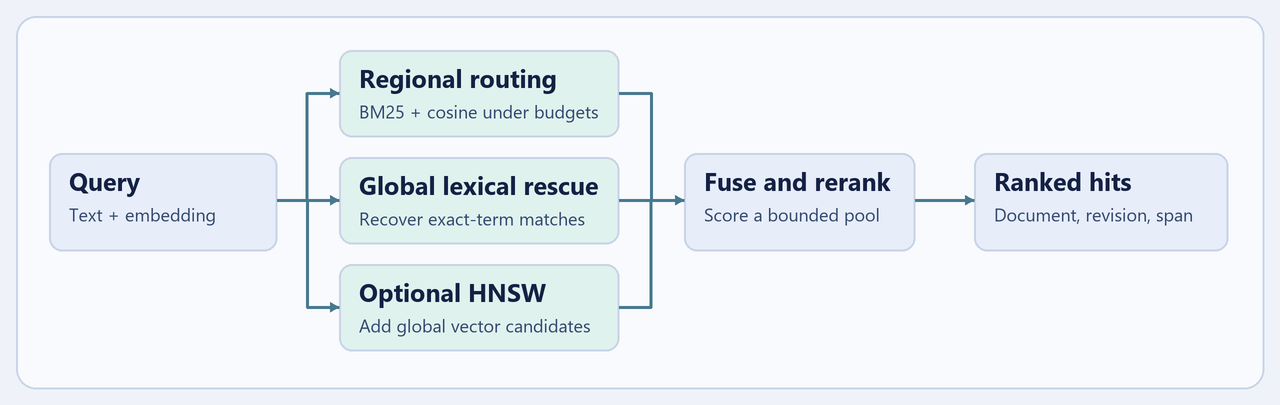 Query
Text + embedding
Regional routing
BM25 + cosine under budgets
Global lexical rescue
Recover exact-term matches
Optional HNSW
Add global vector candidates
Fuse and rerank
Score a bounded pool
Ranked hits
Document, revision, span